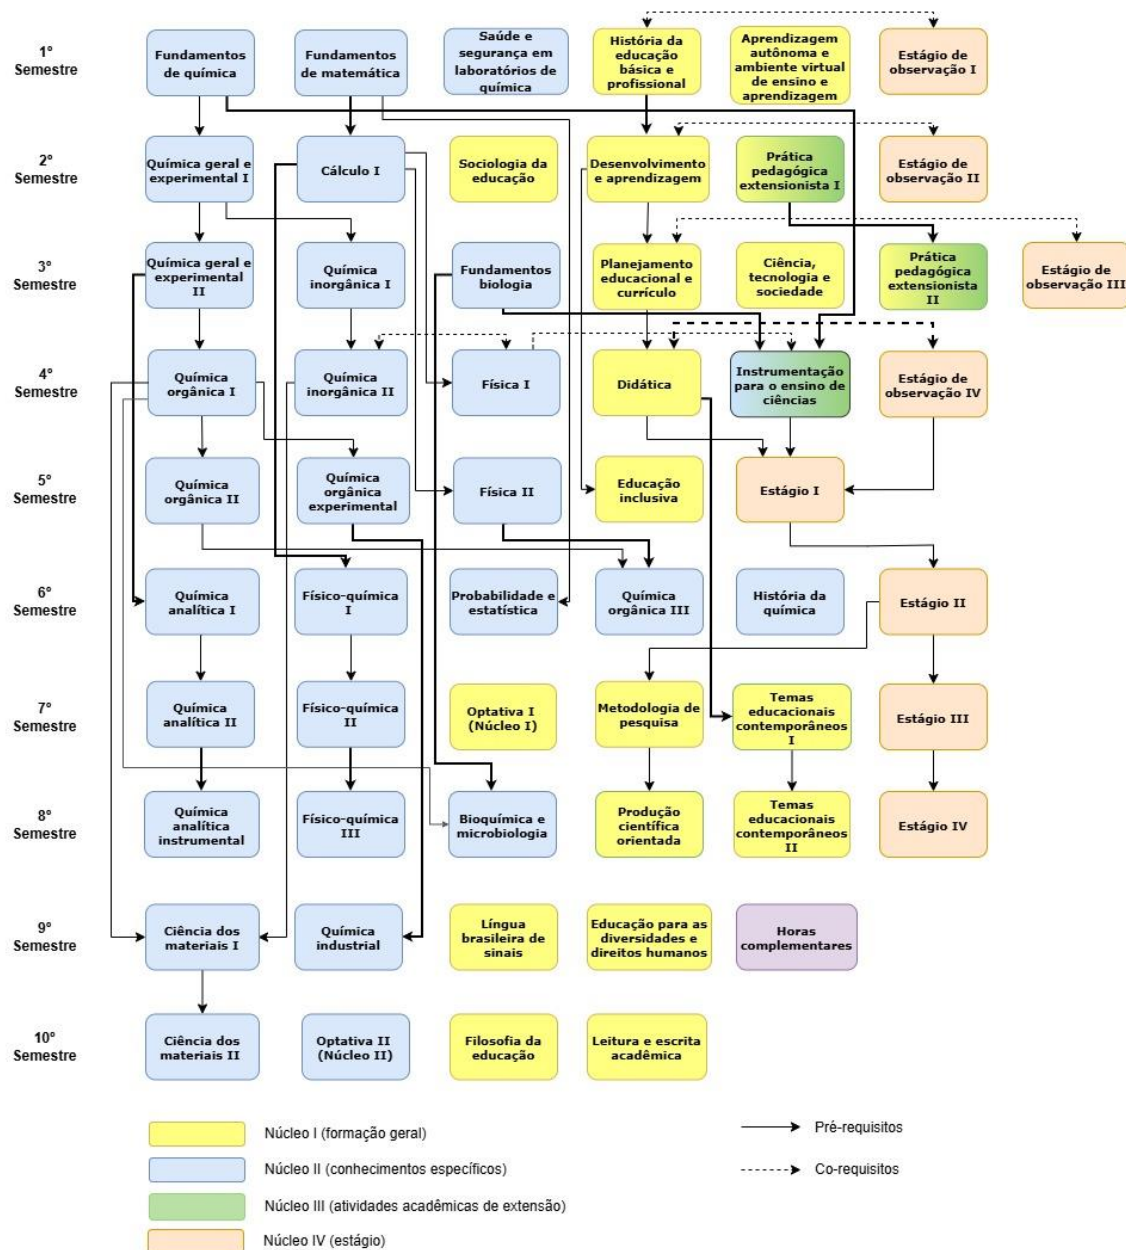 1º
Semestre
Fundamentos
de química
Fundamentos
de matemática
Saúde e
segurança em
laboratórios de
química
História da
educação
básica e
profissional
Aprendizagem
autônoma e
ambiente virtual
de ensino e
aprendizagem
Estágio de
observação I
2º
Semestre
Química geral e
experimental I
Cálculo I
Sociologia da
educação
Desenvolvimento
e aprendizagem
Prática
pedagógica
extensionista I
Estágio de
observação II
3º
Semestre
Química geral e
experimental
II
Química
inorgânica I
Fundamentos
biologia
Planejamento
educacional e
currículo
Ciência,
tecnologia e
sociedade
Prática
pedagógica
extensionista
II
Estágio de
observação III
4º
Semestre
Química
orgânica I
Química
inorgânica II
Física I
Didática
Instrumentação
para o ensino de
ciências
Estágio de
observação IV
5º
Semestre
Química
orgânica II
Química
orgânica
experimental
Física II
Educação
inclusiva
Estágio I
6º
Semestre
Química
analítica I
Físico-química
I
Probabilidade e
estatística
Química
orgânica III
História da
química
Estágio II
7º
Semestre
Química
analítica II
Físico-química
II
Optativa I
(Núcleo I)
Metodologia de
pesquisa
Temas
educacionais
contemporâneos
I
Estágio III
8º
Semestre
Química
analítica
instrumental
Físico-química
III
Bioquímica e
microbiologia
Produção
científica
orientada
Temas
educacionais
contemporâneos
II
Estágio IV
9º
Semestre
Ciência dos
materiais I
Química
industrial
Língua
brasileira de
sinais
Educação para as
diversidades e
direitos humanos
Horas
complementares
10º
Semestre
Ciência dos
materiais II
Optativa II
(Núcleo II)
Filosofia da
educação
Leitura e escrita
acadêmica
Núcleo I (formação geral)
Pré-requisitos
Núcleo II (conhecimentos específicos)
Co-requisitos
Núcleo III (atividades acadêmicas de extensão)
Núcleo IV (estágio)